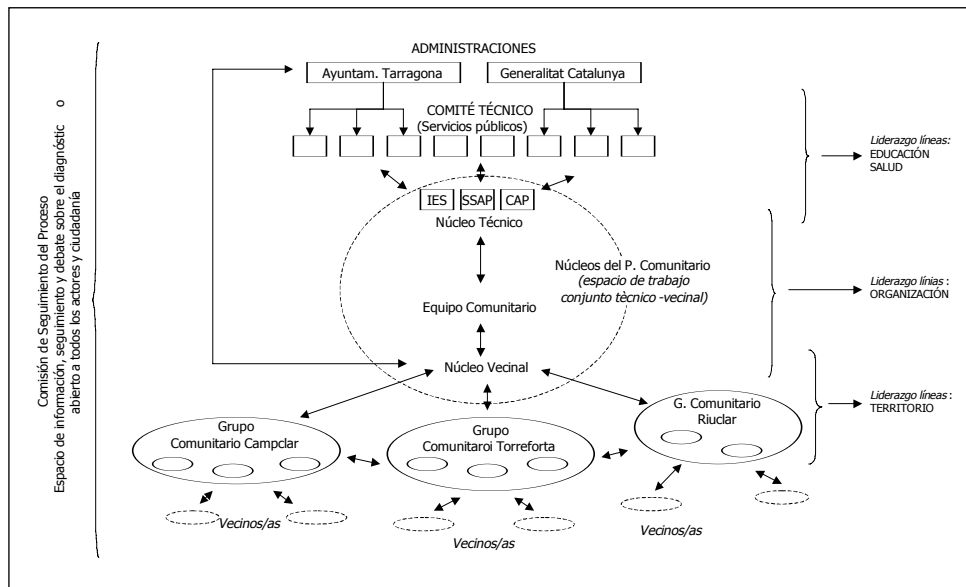 Comisión de Seguimiento del Proceso
Espacio de información, seguimiento y debate sobre el diagnóstic o
abierto a todos los actores y ciudadanía
ADMINISTRACIONES
Ayuntam. Tarragona
Generalitat Catalunya
COMITÉ TÉCNICO
(Servicios públicos)
IES
SSAP
CAP
Núcleo Técnico
Núcleos del P. Comunitario
(espacio de trabajo
conjunto tècnico -vecinal)
Equipo Comunitario
Núcleo Vecinal
Grupo
Comunitario Campclar
Grupo
Comunitaroi Torreforta
G. Comunitario
Riuclar
Vecinos/as
Vecinos/as
Vecinos/as
Liderazgo líneas:
EDUCACIÓN
SALUD
Liderazgo línias :
ORGANIZACIÓN
Liderazgo líneas :
TERRITORIO